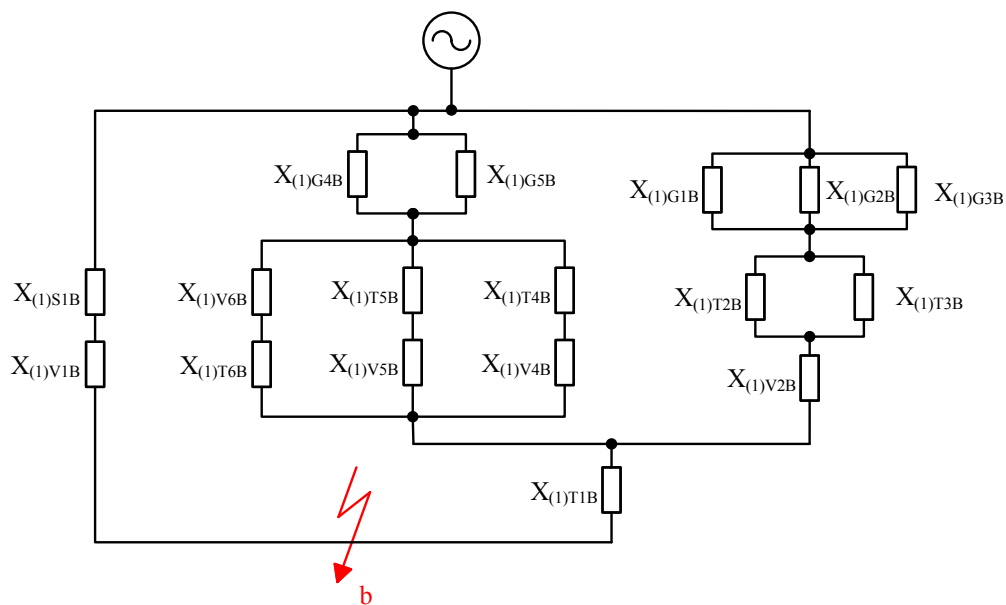 X(1)G4B
X(1)G5B
X(1)G1B
X(1)G2B
X(1)G3B
X(1)S1B
X(1)V6B
X(1)T5B
X(1)T4B
X(1)T2B
X(1)T3B
X(1)V1B
X(1)T6B
X(1)V5B
X(1)V4B
X(1)V2B
X(1)T1B
b